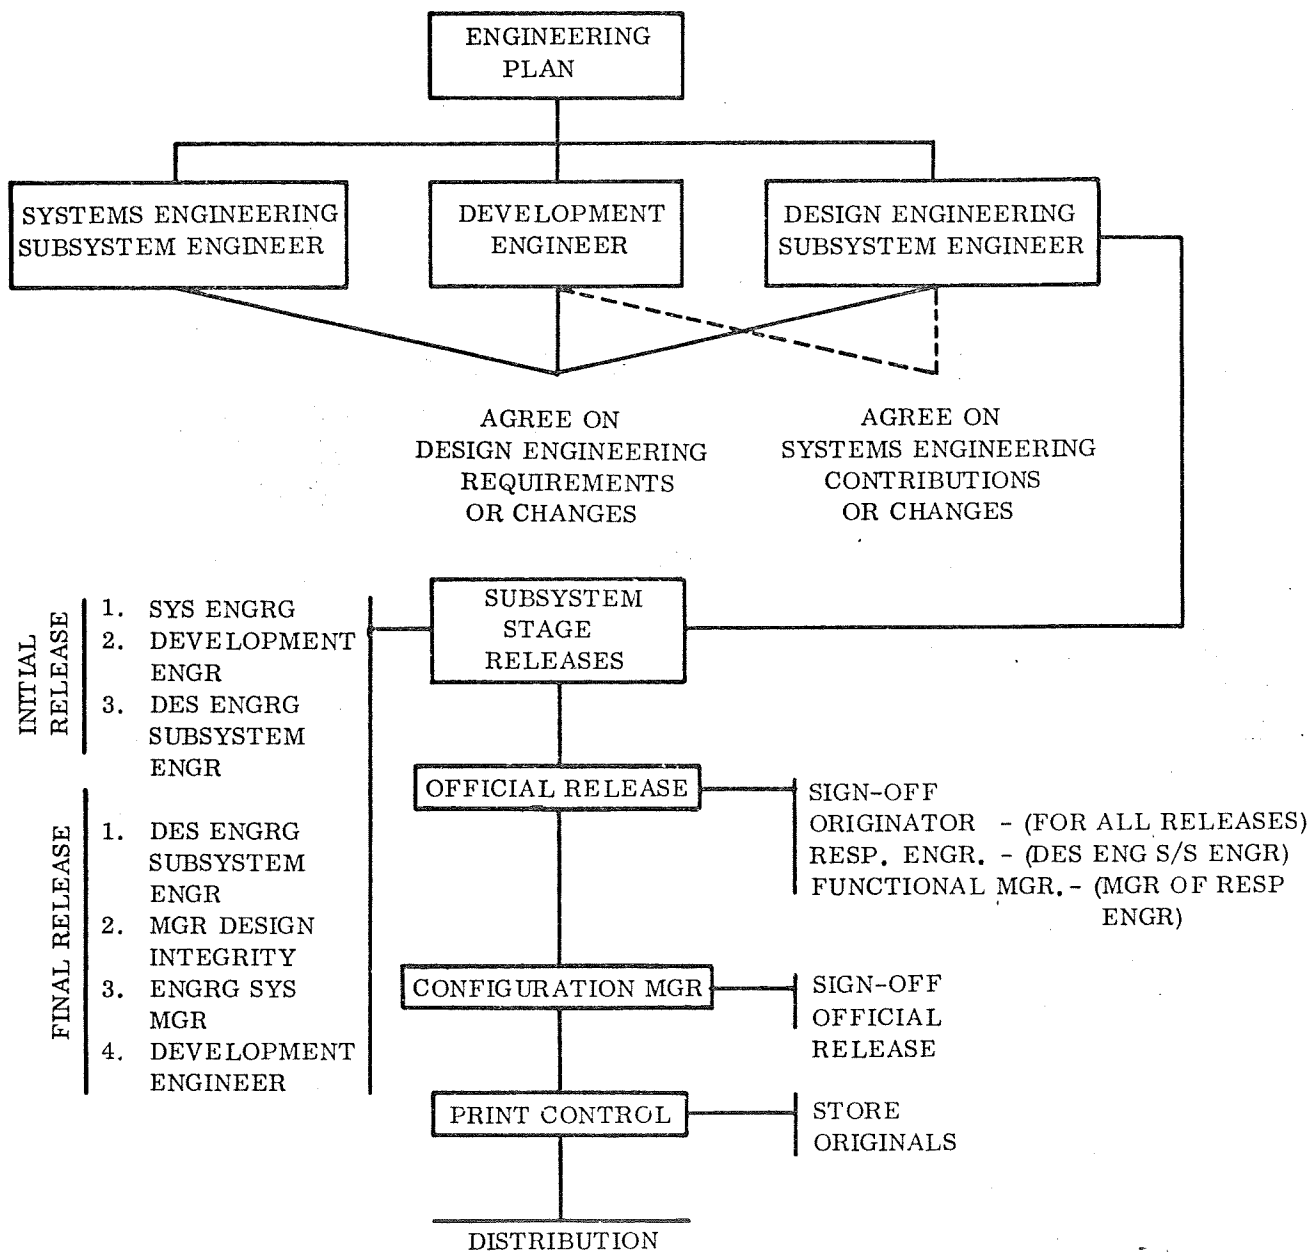 ENGINEERING
PLAN
SYSTEMS ENGINEERING
SUBSYSTEM ENGINEER
DEVELOPMENT
ENGINEER
DESIGN ENGINEERING
SUBSYSTEM ENGINEER
AGREE ON
DESIGN ENGINEERING
REQUIREMENTS
OR CHANGES
AGREE ON
SYSTEMS ENGINEERING
CONTRIBUTIONS
OR CHANGES
INITIAL
RELEASE
1. SYS ENGRG
2. DEVELOPMENT
ENGR
3. DES ENGRG
SUBSYSTEM
ENGR
SUBSYSTEM
STAGE
RELEASES
FINAL RELEASE
1. DES ENGRG
SUBSYSTEM
ENGR
2. MGR DESIGN
INTEGRITY
3. ENGRG SYS
MGR
4. DEVELOPMENT
ENGINEER
OFFICIAL RELEASE
SIGN-OFF
ORIGINATOR - (FOR ALL RELEASES)
RESP. ENGR. - (DES ENG S/S ENGR)
FUNCTIONAL MGR. - (MGR OF RESP
ENGR)
CONFIGURATION MGR
SIGN-OFF
OFFICIAL
RELEASE
PRINT CONTROL
STORE
ORIGINALS
DISTRIBUTION